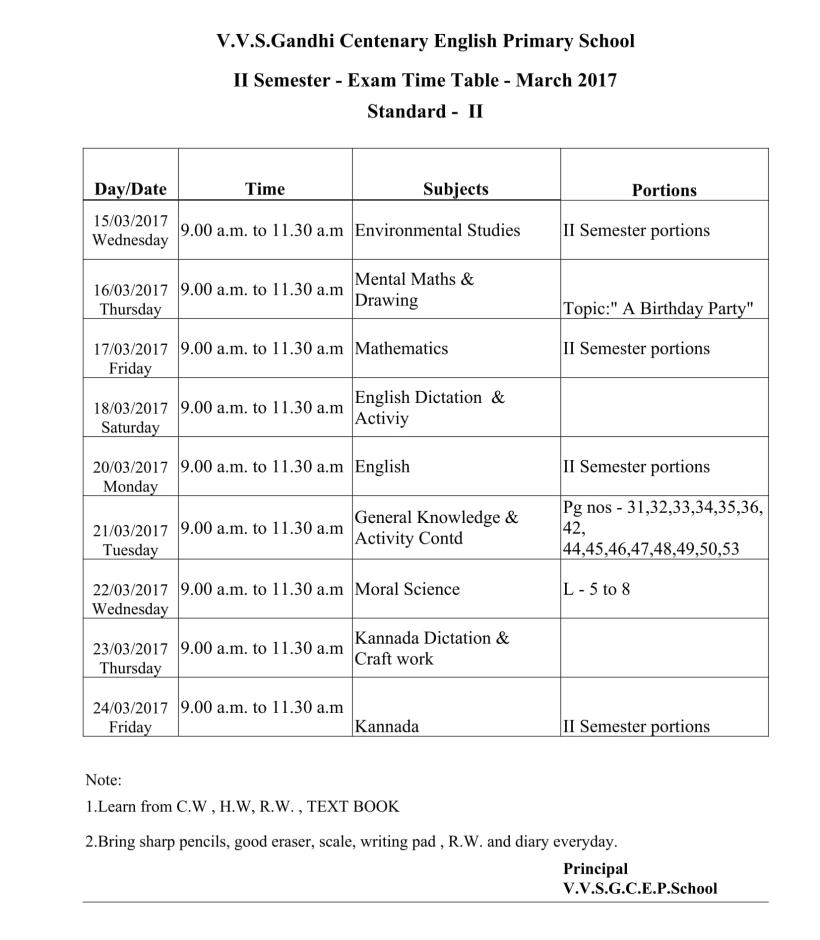 V.V.S.Gandhi Centenary English Primary School
II Semester - Exam Time Table - March 2017
Standard -  II
Day/Date Time Subjects Portions
15/03/2017
Wednesday
9.00 a.m. to 11.30 a.m
Environmental Studies
II Semester portions
16/03/2017
Thursday
9.00 a.m. to 11.30 a.m
Mental Maths &
Drawing
Topic:" A Birthday Party"
17/03/2017
Friday
9.00 a.m. to 11.30 a.m
Mathematics
II Semester portions
18/03/2017
Saturday
9.00 a.m. to 11.30 a.m
English Dictation  &
Activiy
20/03/2017
Monday
9.00 a.m. to 11.30 a.m
English
II Semester portions
21/03/2017
Tuesday
9.00 a.m. to 11.30 a.m
General Knowledge &
Activity Contd
Pg nos - 31,32,33,34,35,36,
42,
44,45,46,47,48,49,50,53
22/03/2017
Wednesday
9.00 a.m. to 11.30 a.m
Moral Science
L - 5 to 8
23/03/2017
Thursday
9.00 a.m. to 11.30 a.m
Kannada Dictation &
Craft work
24/03/2017
Friday
9.00 a.m. to 11.30 a.m
Kannada
II Semester portions
Note:
1.Learn from C.W , H.W, R.W. , TEXT BOOK
2.Bring sharp pencils, good eraser, scale, writing pad , R.W. and diary everyday.
Principal
V.V.S.G.C.E.P.School